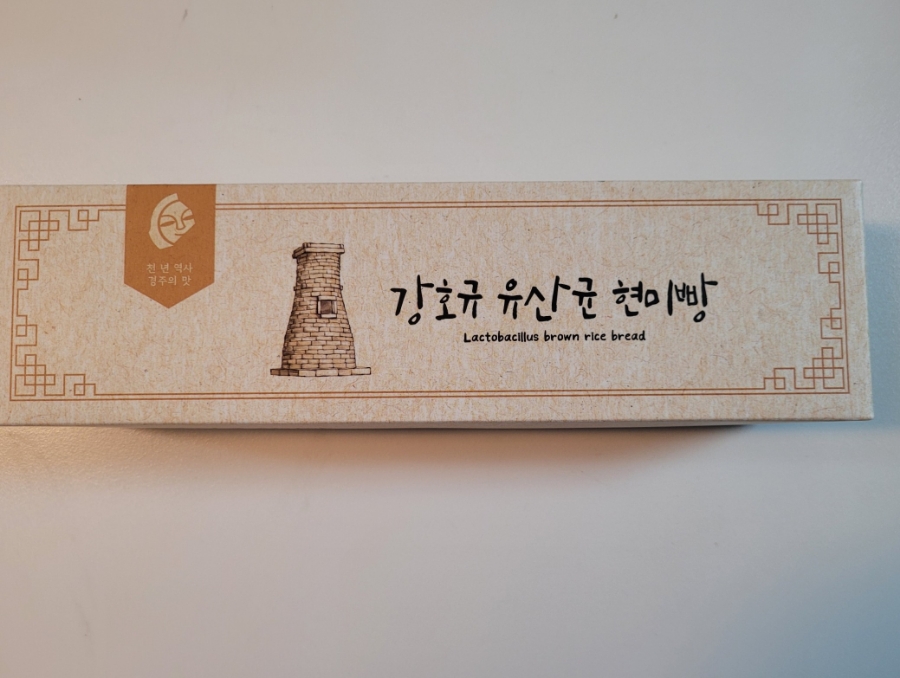 천 년 역사
경주의 맛
강호규 유산균 현미빵
Lactobacillus brown rice bread